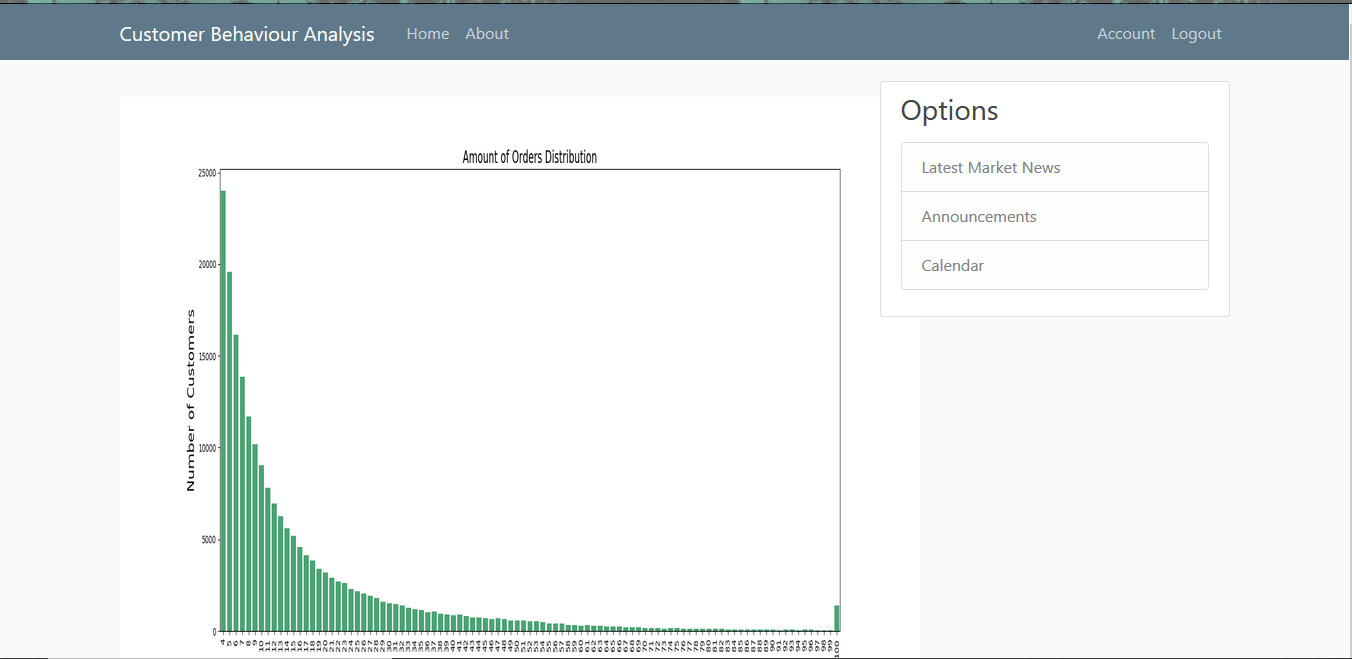 Customer Behaviour Analysis
Home
About
Account
Logout
Options
Latest Market News
Announcements
Calendar
Amount of Orders Distribution
Number of Customers
25000
20000
15000
10000
5000
0
4 5 6 7 8 9 10 11 12 13 14 15 16 17 18 19 20 21 22 23 24 25 26 27 28 29 30 31 32 33 34 35 36 37 38 39 40 41 42 43 44 45 46 47 48 49 50 51 52 53 54 55 56 57 58 59 60 61 62 63 64 65 66 67 68 69 70 71 72 73 74 75 76 77 78 79 80 81 82 83 84 85 86 87 88 89 90 91 92 93 94 95 96 97 98 99 100